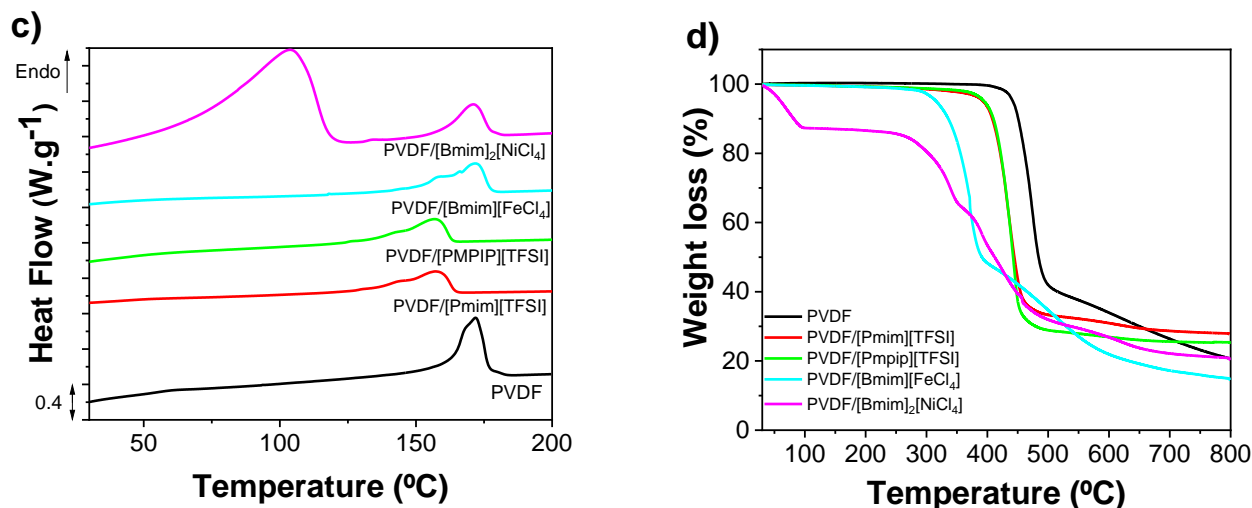 c)
Endo
Heat Flow (W.g⁻¹)
0.4
PVDF/[Bmim]₂[NiCl₄]
PVDF/[Bmim][FeCl₄]
PVDF/[PMPIP][TFSI]
PVDF/[Pmim][TFSI]
PVDF
50 100 150 200
Temperature (ºC)
d)
Weight loss (%)
100
80
60
40
20
0
PVDF
PVDF/[Pmim][TFSI]
PVDF/[Pmpip][TFSI]
PVDF/[Bmim][FeCl₄]
PVDF/[Bmim]₂[NiCl₄]
100 200 300 400 500 600 700 800
Temperature (ºC)